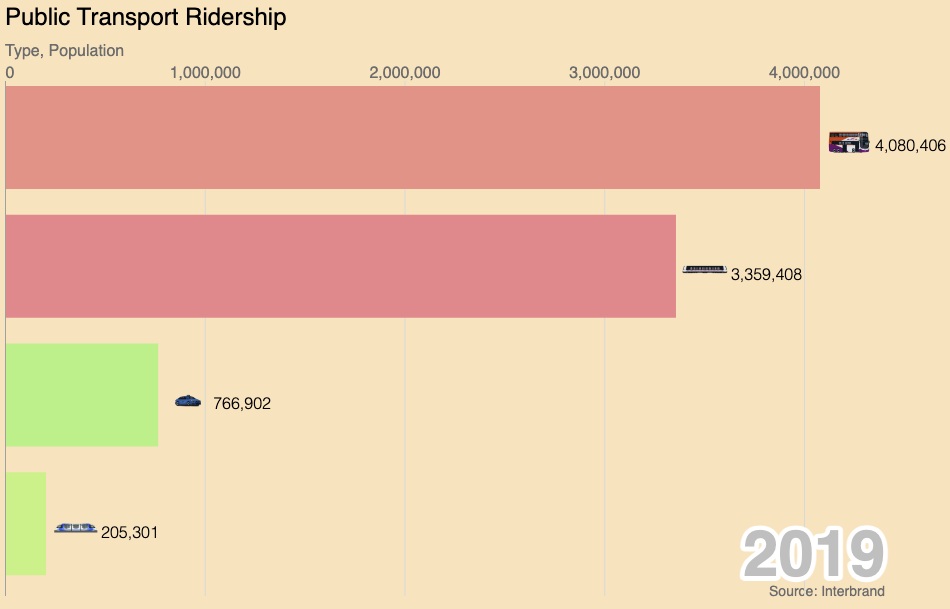 Public Transport Ridership
Type, Population
0 1,000,000 2,000,000 3,000,000 4,000,000
4,080,406
3,359,408
766,902
205,301
2019
Source: Interbrand